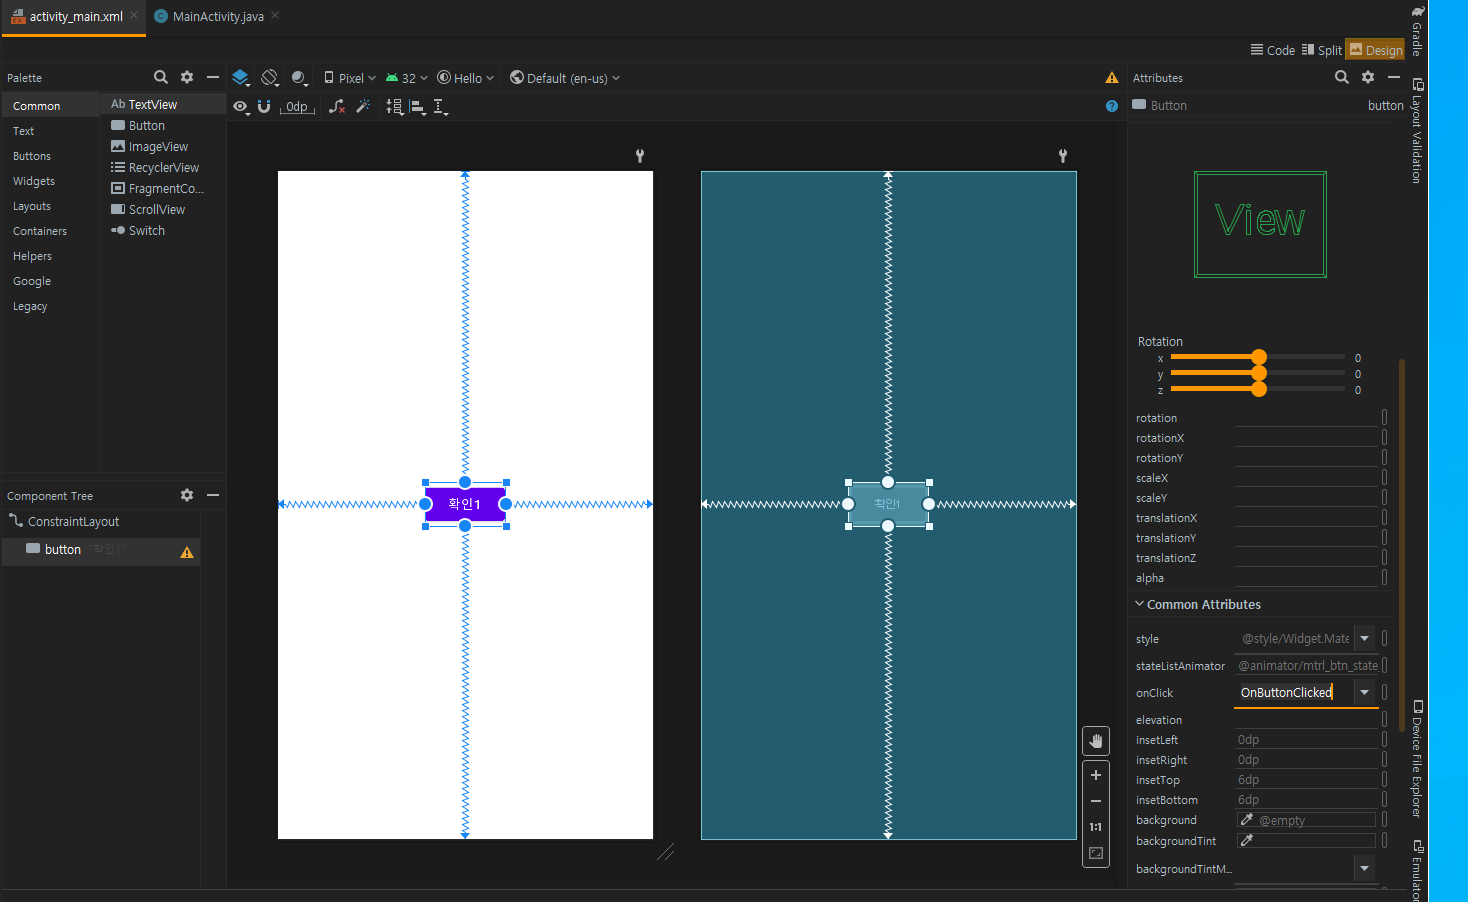 activity_main.xml
MainActivity.java
Code
Split
Design
Palette
Pixel
32
Hello
Default (en-us)
Attributes
Common
Ab TextView
0dp
Button
button
Text
Button
Buttons
ImageView
Widgets
RecyclerView
Layouts
FragmentCo...
Containers
ScrollView
Helpers
Switch
Google
Legacy
View
Rotation
x 0
y 0
z 0
rotation
rotationX
rotationY
scaleX
scaleY
translationX
translationY
translationZ
alpha
Component Tree
ConstraintLayout
button "확인1"
확인1
확인1
Common Attributes
style @style/Widget.Mate
stateListAnimator @animator/mtrl_btn_state
onClick OnButtonClicked
elevation
insetLeft 0dp
insetRight 0dp
insetTop 6dp
insetBottom 6dp
background @empty
backgroundTint
backgroundTintM...
1:1
Gradle
Layout Validation
Device File Explorer
Emulator